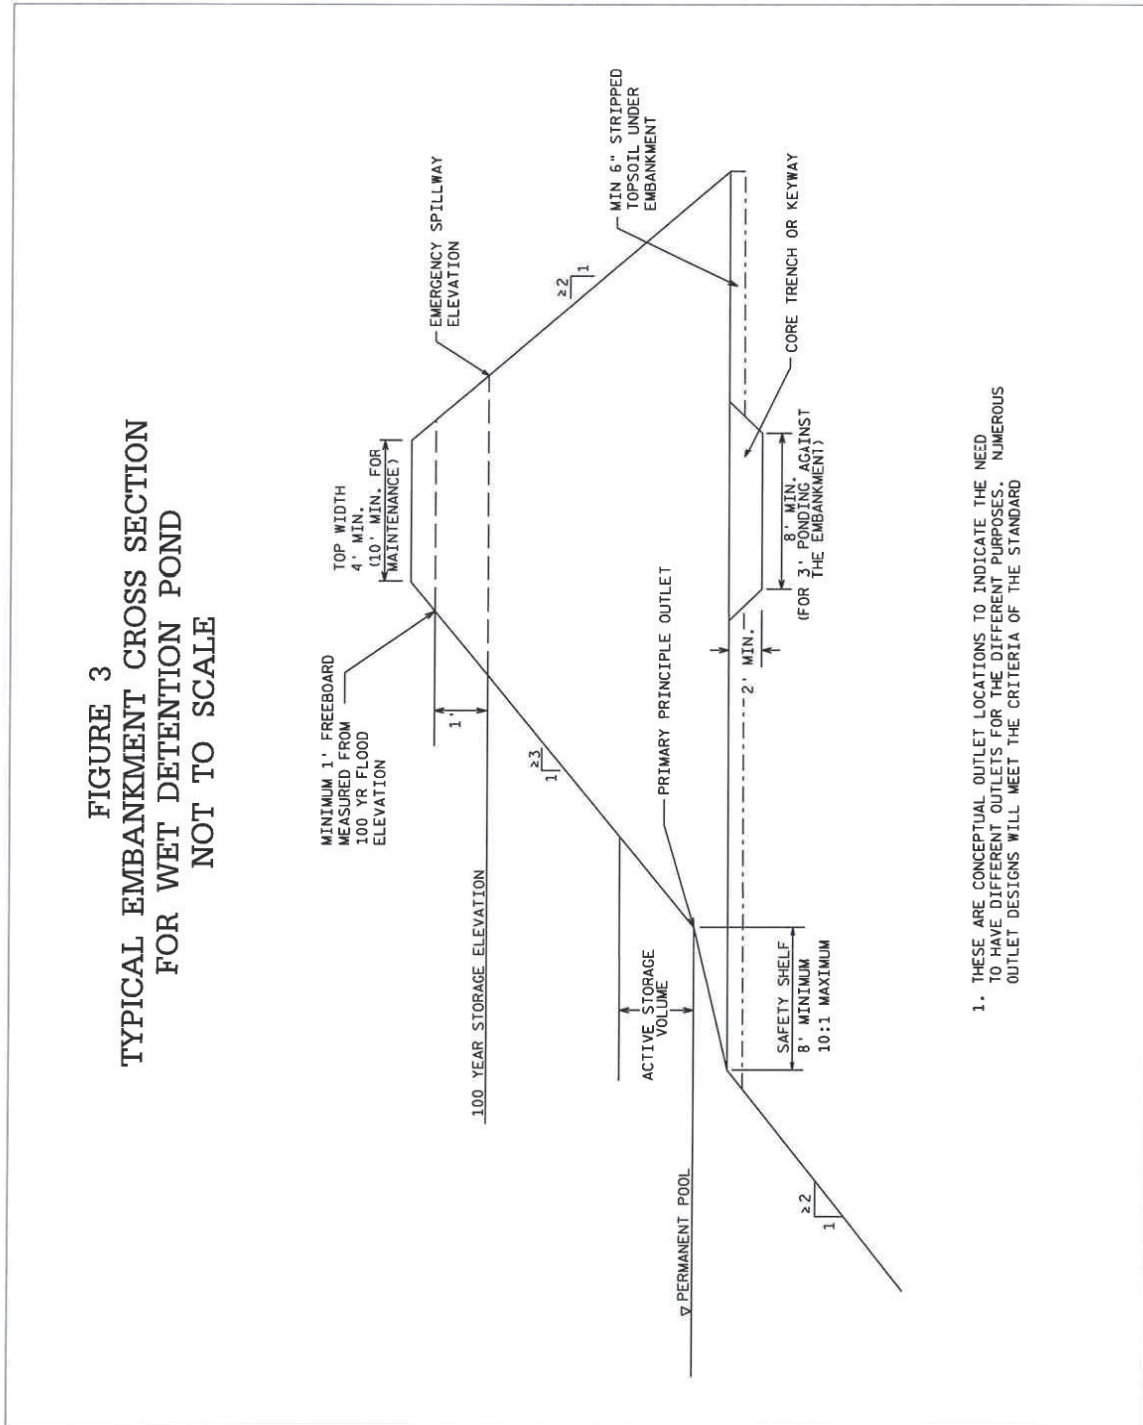 FIGURE 3
TYPICAL EMBANKMENT CROSS SECTION
FOR WET DETENTION POND
NOT TO SCALE
TOP WIDTH
4' MIN.
(10' MIN. FOR
MAINTENANCE)
MINIMUM 1' FREEBOARD
MEASURED FROM
100 YR FLOOD
ELEVATION
EMERGENCY SPILLWAY
ELEVATION
1'
100 YEAR STORAGE ELEVATION
≥3
1
≥2
1
MIN 6" STRIPPED
TOPSOIL UNDER
EMBANKMENT
ACTIVE STORAGE
VOLUME
PRIMARY PRINCIPLE OUTLET
▽ PERMANENT POOL
2' MIN.
8' MIN.
(FOR 3' PONDING AGAINST
THE EMBANKMENT)
CORE TRENCH OR KEYWAY
SAFETY SHELF
8' MINIMUM
10:1 MAXIMUM
≥2
1
1. THESE ARE CONCEPTUAL OUTLET LOCATIONS TO INDICATE THE NEED
TO HAVE DIFFERENT OUTLETS FOR THE DIFFERENT PURPOSES. NUMEROUS
OUTLET DESIGNS WILL MEET THE CRITERIA OF THE STANDARD